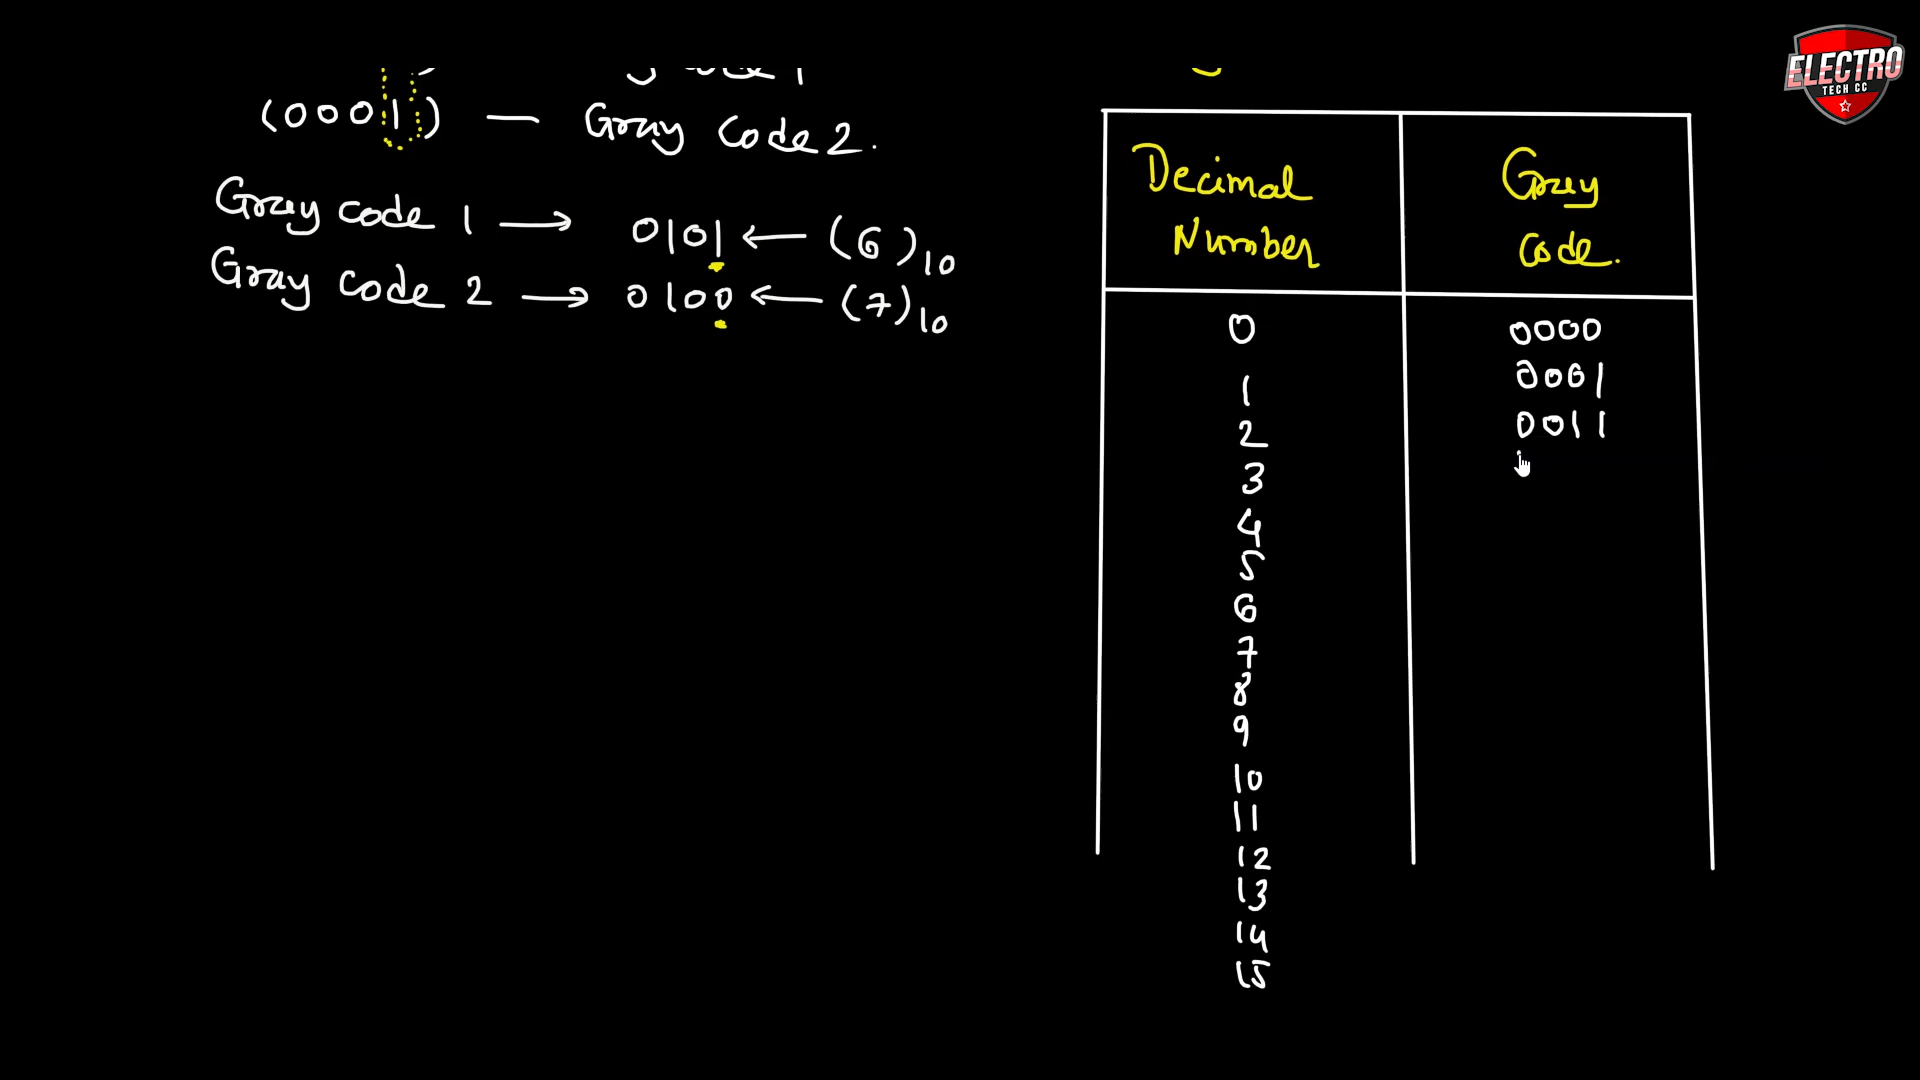 (0001) — Gray Code 2.
Gray code 1 → 0101 ← (6)10
Gray code 2 → 0100 ← (7)10
Decimal Number
Gray Code.
0 0000
1 0001
2 0011
3
4
5
6
7
8
9
10
11
12
13
14
15
ELECTRO
TECH CC